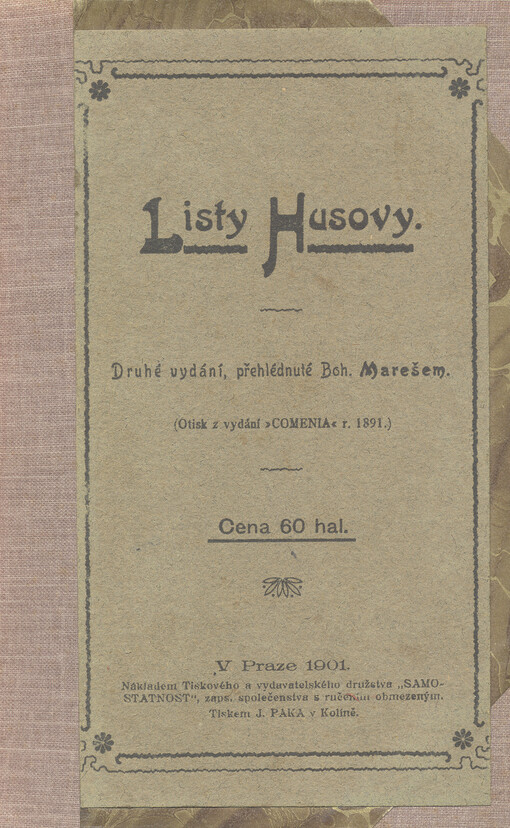 Listy Husovy.
Druhé vydání, přehlédnuté Boh. Marešem.
(Otisk z vydání »COMENIA« r. 1891.)
Cena 60 hal.
V Praze 1901.
Nákladem Tiskového a vydavatelského družstva „SAMO-
STATNOST“, zaps. společenstva s ručením obmezeným.
Tiskem J. PAKA v Kolíně.